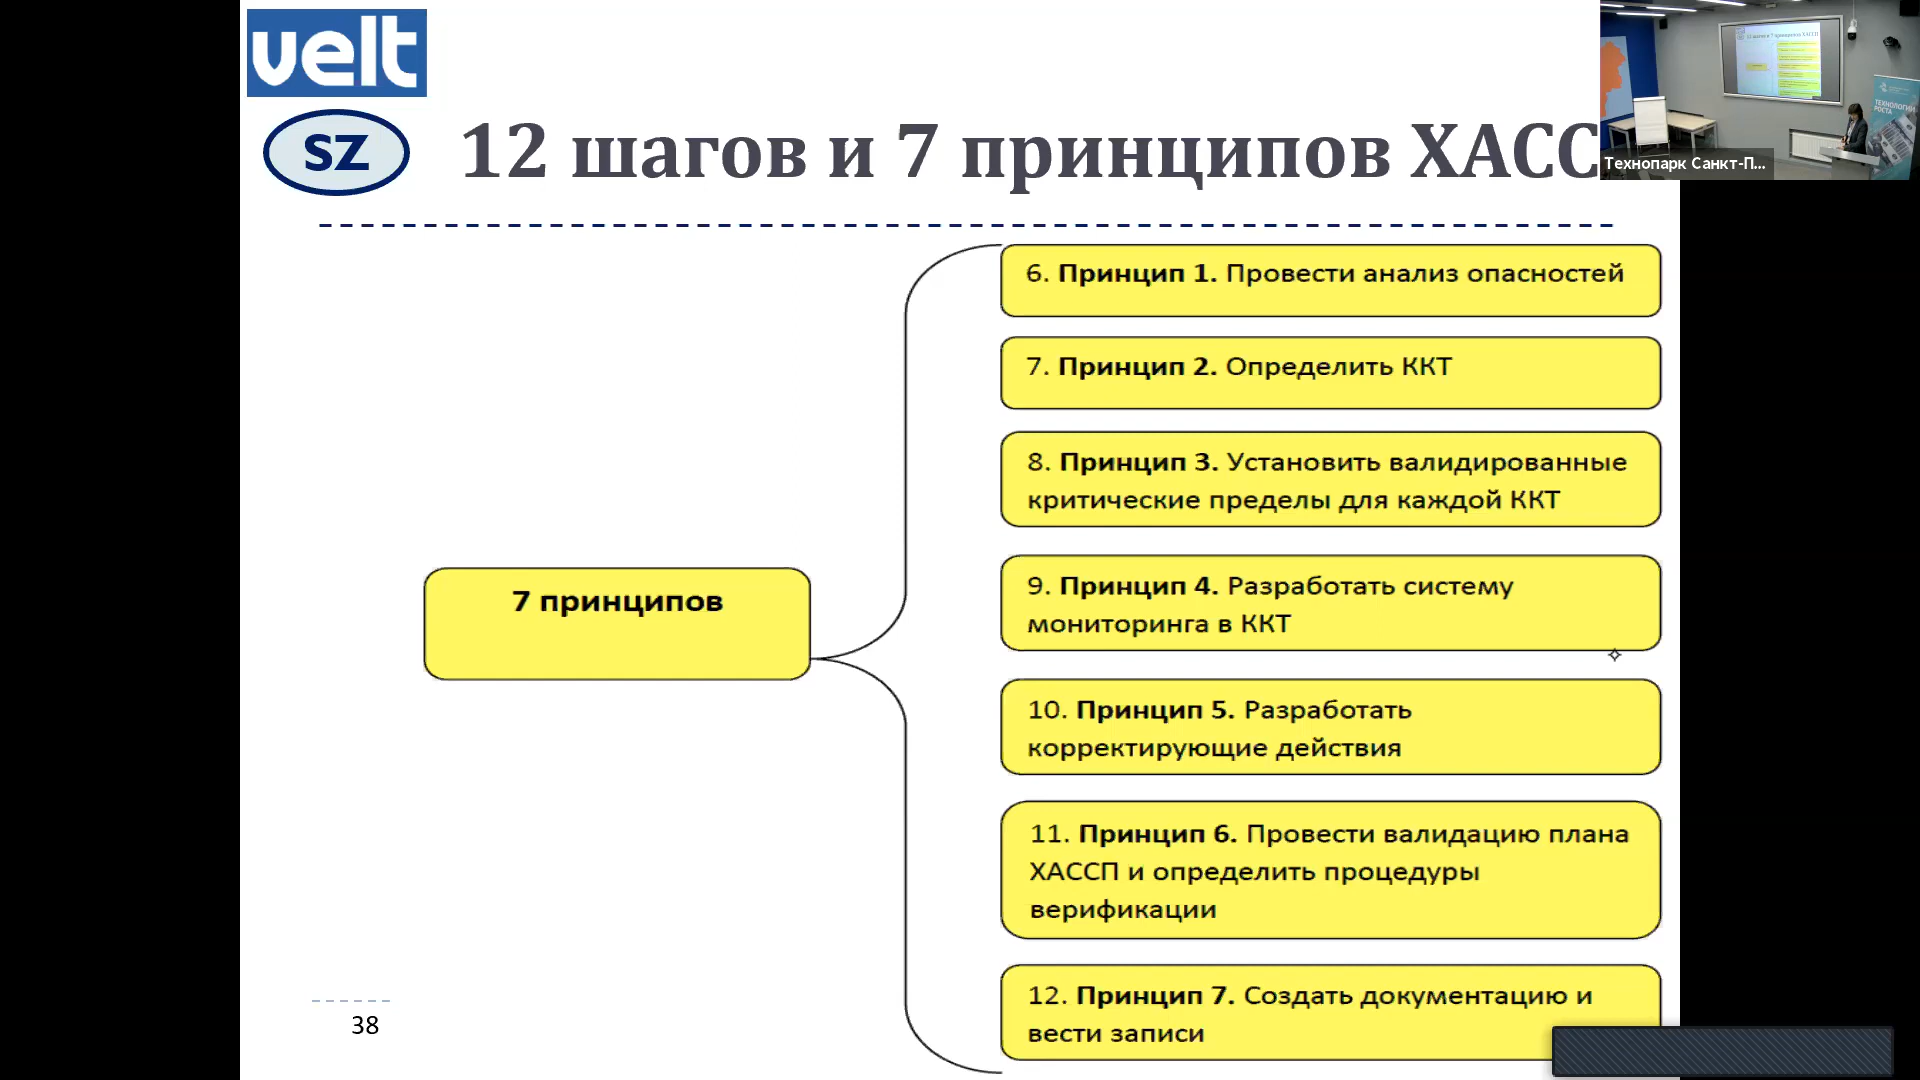 velt
SZ
12 шагов и 7 принципов ХАСС
Технопарк Санкт-П...
ТЕХНОЛОГИИ
РОСТА
7 принципов
6. Принцип 1. Провести анализ опасностей
7. Принцип 2. Определить ККТ
8. Принцип 3. Установить валидированные
критические пределы для каждой ККТ
9. Принцип 4. Разработать систему
мониторинга в ККТ
10. Принцип 5. Разработать
корректирующие действия
11. Принцип 6. Провести валидацию плана
ХАССП и определить процедуры
верификации
12. Принцип 7. Создать документацию и
вести записи
38